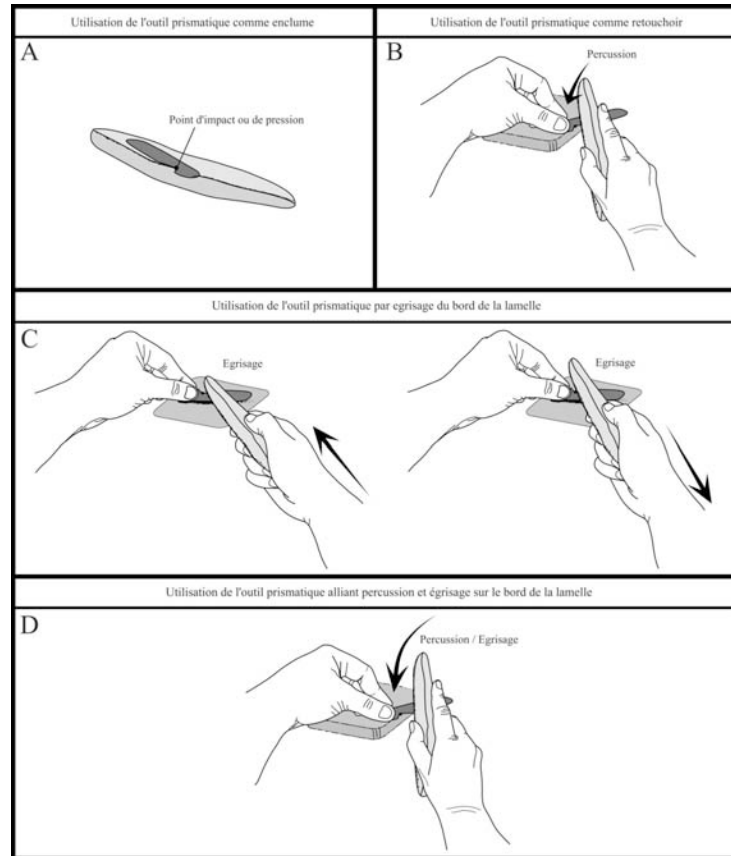 Utilisation de l'outil prismatique comme enclume
Utilisation de l'outil prismatique comme retouchoir
A
Point d'impact ou de pression
B
Percussion
Utilisation de l'outil prismatique par egrisage du bord de la lamelle
C
Egrisage
Egrisage
Utilisation de l'outil prismatique alliant percussion et égrisage sur le bord de la lamelle
D
Percussion / Egrisage